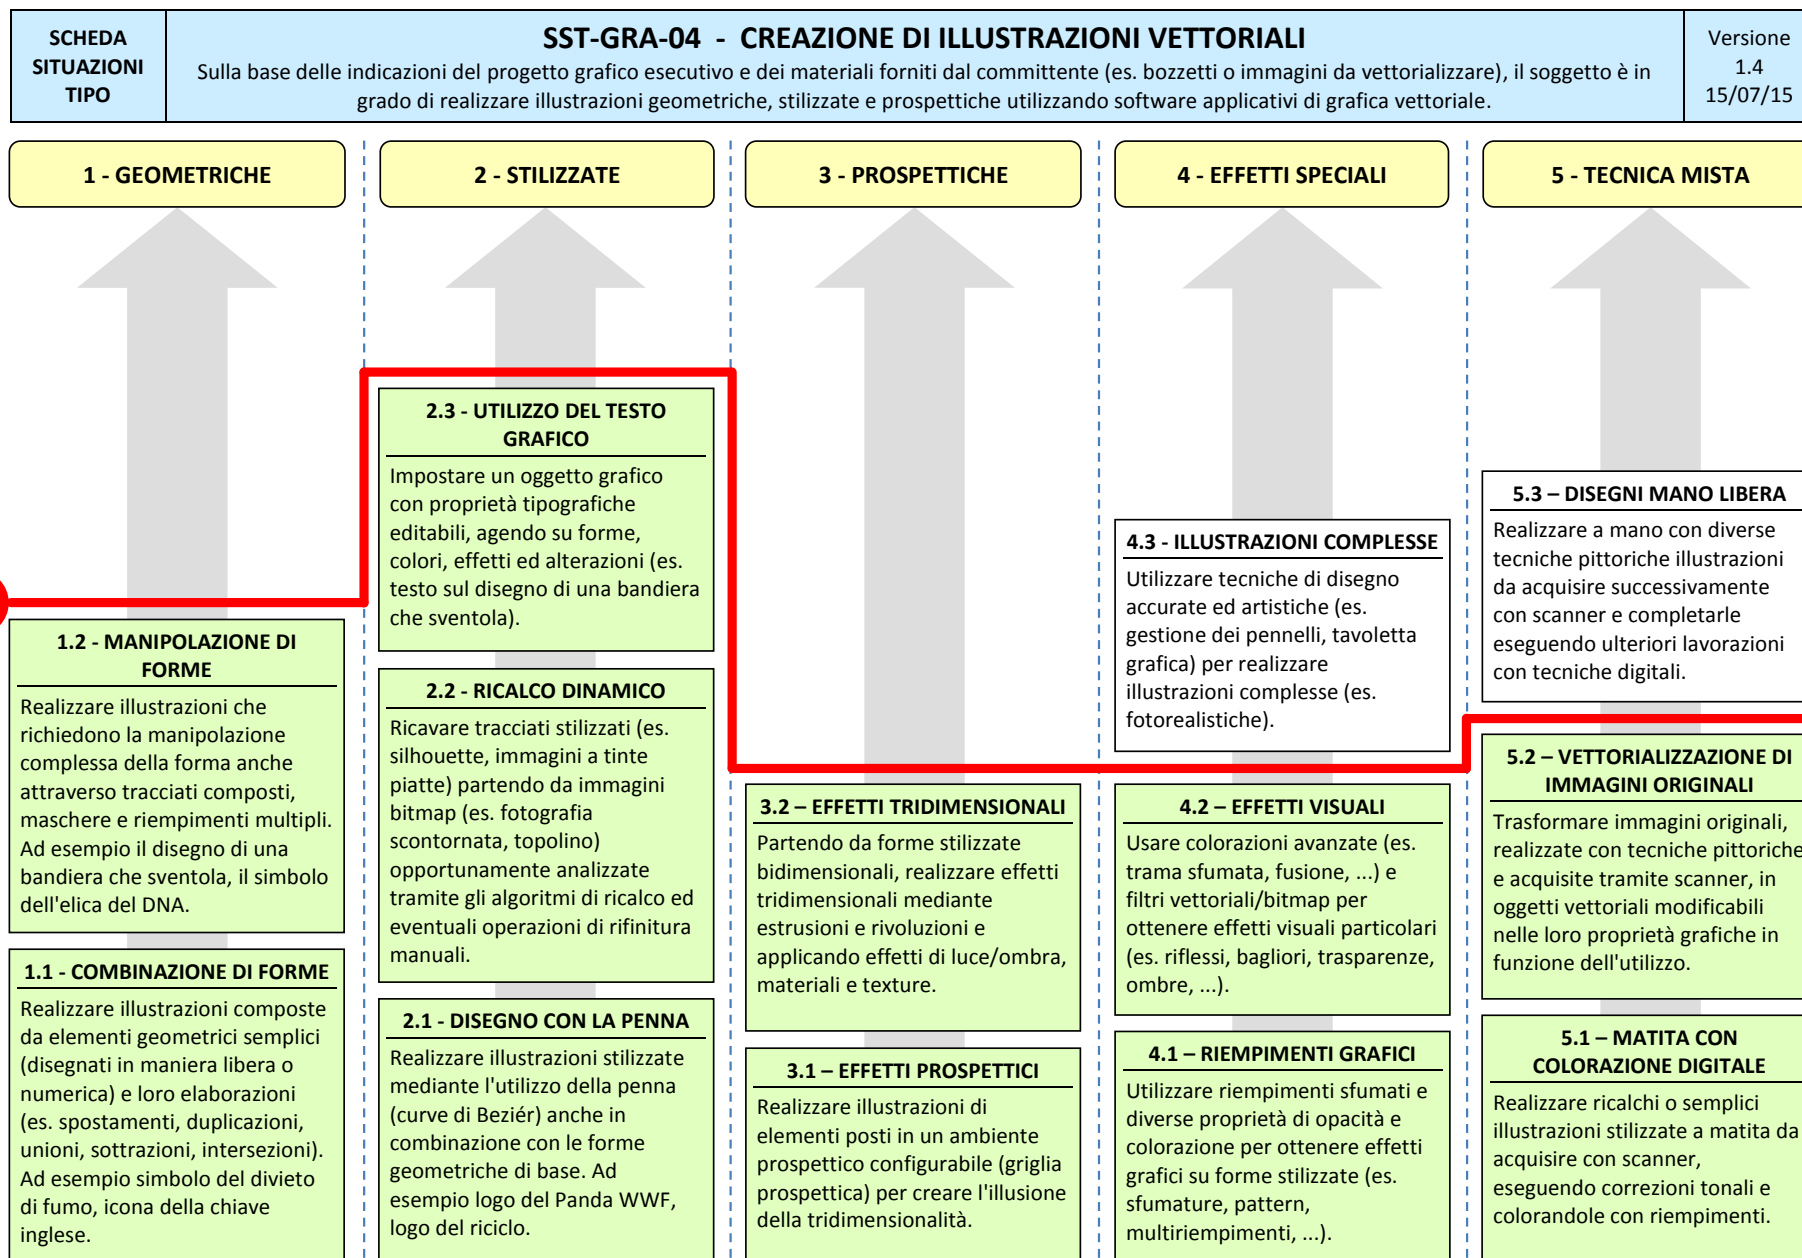 SCHEDA
SITUAZIONI
TIPO
SST-GRA-04 - CREAZIONE DI ILLUSTRAZIONI VETTORIALI
Sulla base delle indicazioni del progetto grafico esecutivo e dei materiali forniti dal committente (es. bozzetti o immagini da vettorializzare), il soggetto è in
grado di realizzare illustrazioni geometriche, stilizzate e prospettiche utilizzando software applicativi di grafica vettoriale.
Versione
1.4
15/07/15
1 - GEOMETRICHE
1.2 - MANIPOLAZIONE DI
FORME
Realizzare illustrazioni che
richiedono la manipolazione
complessa della forma anche
attraverso tracciati composti,
maschere e riempimenti multipli.
Ad esempio il disegno di una
bandiera che sventola, il simbolo
dell'elica del DNA.
1.1 - COMBINAZIONE DI FORME
Realizzare illustrazioni composte
da elementi geometrici semplici
(disegnati in maniera libera o
numerica) e loro elaborazioni
(es. spostamenti, duplicazioni,
unioni, sottrazioni, intersezioni).
Ad esempio simbolo del divieto
di fumo, icona della chiave
inglese.
2 - STILIZZATE
2.3 - UTILIZZO DEL TESTO
GRAFICO
Impostare un oggetto grafico
con proprietà tipografiche
editabili, agendo su forme,
colori, effetti ed alterazioni (es.
testo sul disegno di una bandiera
che sventola).
2.2 - RICALCO DINAMICO
Ricavare tracciati stilizzati (es.
silhouette, immagini a tinte
piatte) partendo da immagini
bitmap (es. fotografia
scontornata, topolino)
opportunamente analizzate
tramite gli algoritmi di ricalco ed
eventuali operazioni di rifinitura
manuali.
2.1 - DISEGNO CON LA PENNA
Realizzare illustrazioni stilizzate
mediante l'utilizzo della penna
(curve di Beziér) anche in
combinazione con le forme
geometriche di base. Ad
esempio logo del Panda WWF,
logo del riciclo.
3 - PROSPETTICHE
3.2 – EFFETTI TRIDIMENSIONALI
Partendo da forme stilizzate
bidimensionali, realizzare effetti
tridimensionali mediante
estrusioni e rivoluzioni e
applicando effetti di luce/ombra,
materiali e texture.
3.1 – EFFETTI PROSPETTICI
Realizzare illustrazioni di
elementi posti in un ambiente
prospettico configurabile (griglia
prospettica) per creare l'illusione
della tridimensionalità.
4 - EFFETTI SPECIALI
4.3 - ILLUSTRAZIONI COMPLESSE
Utilizzare tecniche di disegno
accurate ed artistiche (es.
gestione dei pennelli, tavoletta
grafica) per realizzare
illustrazioni complesse (es.
fotorealistiche).
4.2 – EFFETTI VISUALI
Usare colorazioni avanzate (es.
trama sfumata, fusione, ...) e
filtri vettoriali/bitmap per
ottenere effetti visuali particolari
(es. riflessi, bagliori, trasparenze,
ombre, ...).
4.1 – RIEMPIMENTI GRAFICI
Utilizzare riempimenti sfumati e
diverse proprietà di opacità e
colorazione per ottenere effetti
grafici su forme stilizzate (es.
sfumature, pattern,
multiriempimenti, ...).
5 - TECNICA MISTA
5.3 – DISEGNI MANO LIBERA
Realizzare a mano con diverse
tecniche pittoriche illustrazioni
da acquisire successivamente
con scanner e completarle
eseguendo ulteriori lavorazioni
con tecniche digitali.
5.2 – VETTORIALIZZAZIONE DI
IMMAGINI ORIGINALI
Trasformare immagini originali,
realizzate con tecniche pittoriche
e acquisite tramite scanner, in
oggetti vettoriali modificabili
nelle loro proprietà grafiche in
funzione dell'utilizzo.
5.1 – MATITA CON
COLORAZIONE DIGITALE
Realizzare ricalchi o semplici
illustrazioni stilizzate a matita da
acquisire con scanner,
eseguendo correzioni tonali e
colorandole con riempimenti.